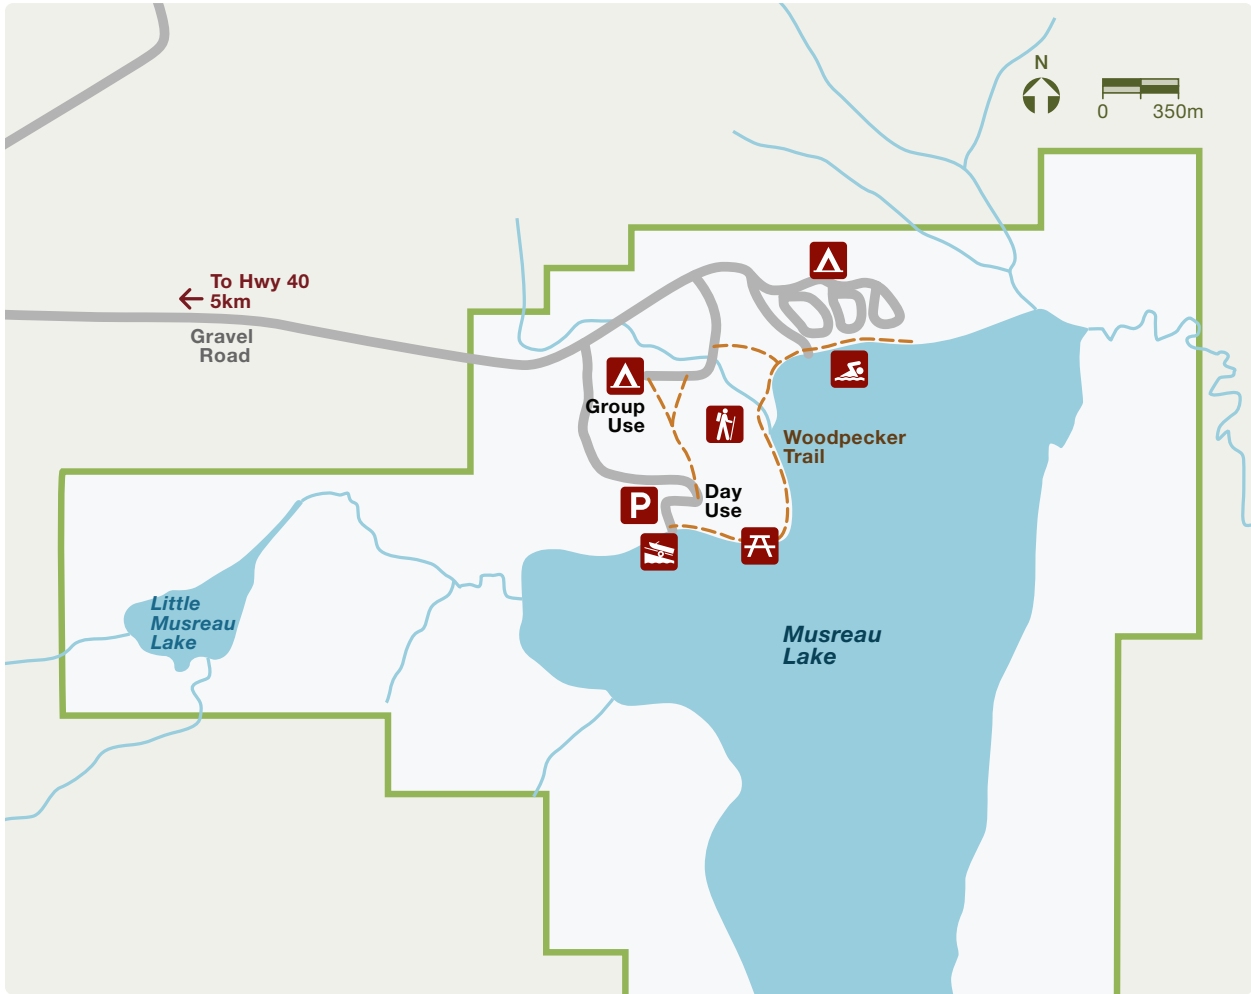 N
0 350m
To Hwy 40
5km
Gravel
Road
Group
Use
Woodpecker
Trail
P
Day
Use
Little
Musreau
Lake
Musreau
Lake